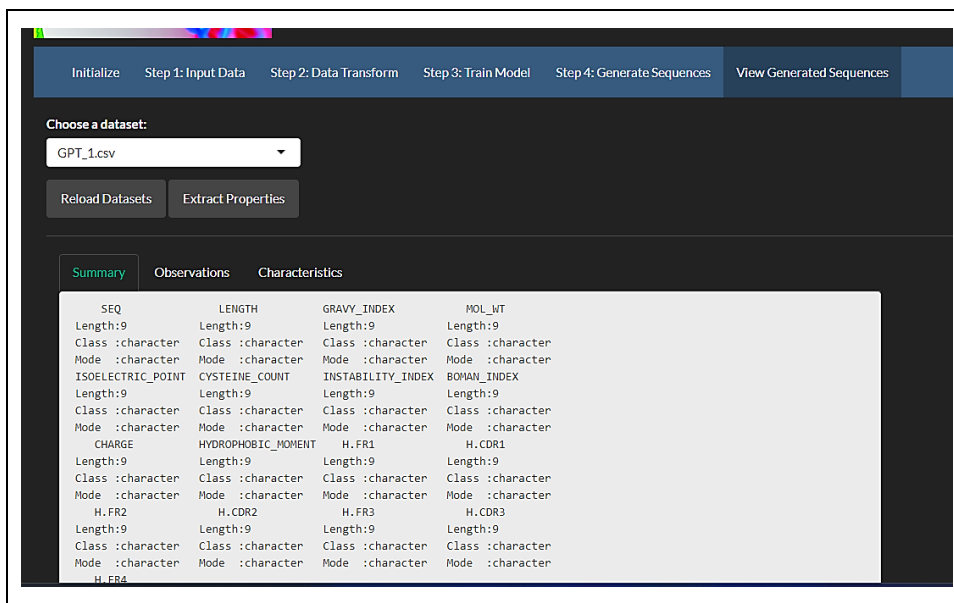 Initialize Step 1: Input Data Step 2: Data Transform Step 3: Train Model Step 4: Generate Sequences View Generated Sequences
Choose a dataset:
GPT_1.csv
Reload Datasets Extract Properties
Summary Observations Characteristics
SEQ LENGTH GRAVY_INDEX MOL_WT
Length:9 Length:9 Length:9 Length:9
Class :character Class :character Class :character Class :character
Mode :character Mode :character Mode :character Mode :character
ISOELECTRIC_POINT CYSTEINE_COUNT INSTABILITY_INDEX BOMAN_INDEX
Length:9 Length:9 Length:9 Length:9
Class :character Class :character Class :character Class :character
Mode :character Mode :character Mode :character Mode :character
CHARGE HYDROPHOBIC_MOMENT H.FR1 H.CDR1
Length:9 Length:9 Length:9 Length:9
Class :character Class :character Class :character Class :character
Mode :character Mode :character Mode :character Mode :character
H.FR2 H.CDR2 H.FR3 H.CDR3
Length:9 Length:9 Length:9 Length:9
Class :character Class :character Class :character Class :character
Mode :character Mode :character Mode :character Mode :character
H.FR4